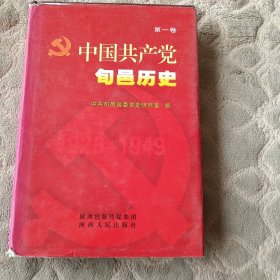 第一卷
中国共产党
旬邑历史
中共旬邑县委党史研究室 编
1949
陕西出版传媒集团
陕西人民出版社